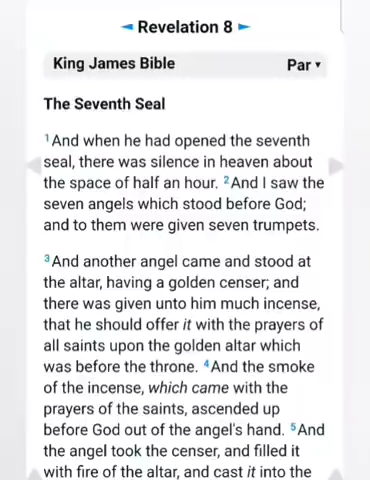 ◄ Revelation 8 ►
King James Bible Par ▾
The Seventh Seal
1And when he had opened the seventh
seal, there was silence in heaven about
the space of half an hour. 2And I saw the
seven angels which stood before God;
and to them were given seven trumpets.
3And another angel came and stood at
the altar, having a golden censer; and
there was given unto him much incense,
that he should offer it with the prayers of
all saints upon the golden altar which
was before the throne. 4And the smoke
of the incense, which came with the
prayers of the saints, ascended up
before God out of the angel's hand. 5And
the angel took the censer, and filled it
with fire of the altar, and cast it into the